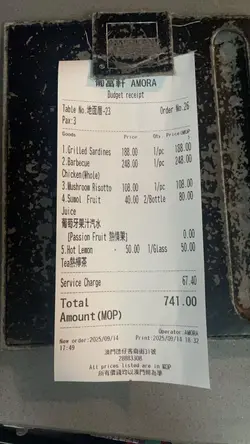 軒 AMORA
Budget receipt
Table No.地面層-23 Order No.26
Pax:3
Goods Price Qty. Price(MOP)
1.Grilled Sardines 188.00 1/pc 188.00
2.Barbecue 248.00 1/pc 248.00
Chicken(Whole)
3.Mushroom Risotto 108.00 1/pc 108.00
4.Sumol Fruit 40.00 2/Bottle 80.00
Juice
葡萄牙果汁汽水
[Passion Fruit 熱情果] 0.00
5.Hot Lemon - 50.00 1/Glass 50.00
Tea熱檸茶
Service Charge 67.40
Total 741.00
Amount(MOP)
Operator:AMORA
New order:2025/09/14 Print:2025/09/14 18:32
17:49
All prices listed are in MOP
所有價錢均以澳門幣為準